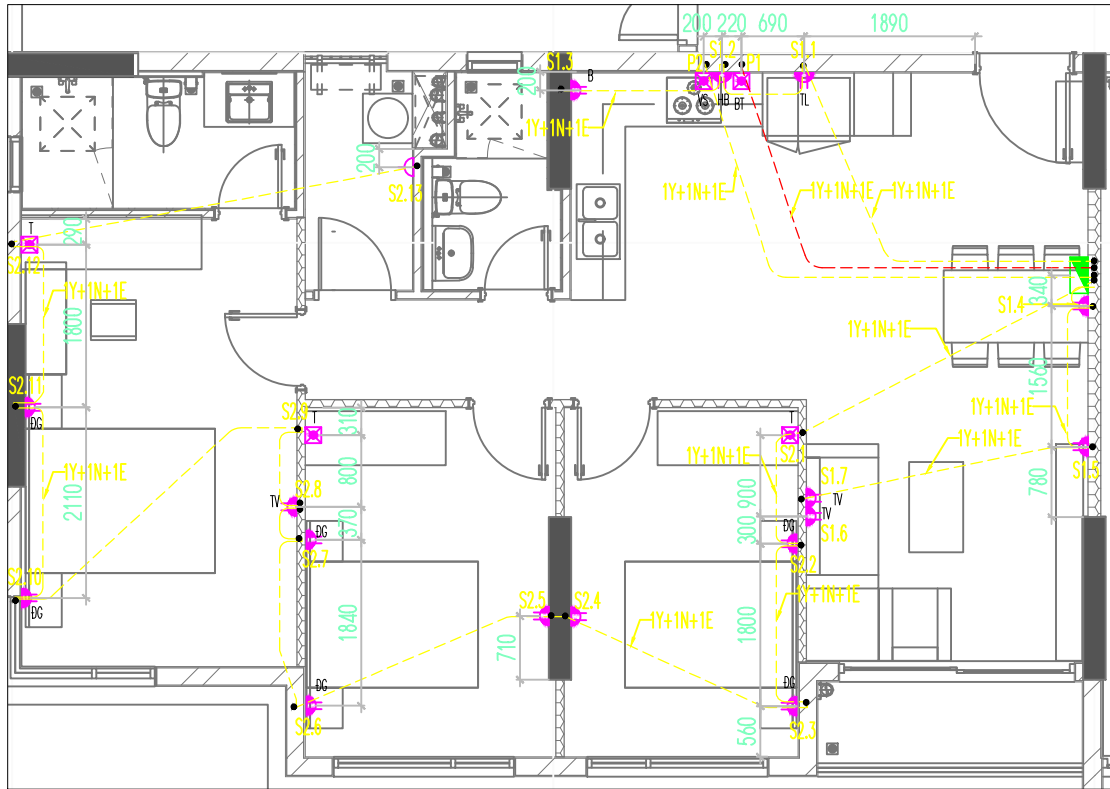 200 220 690 1890
P2 S1.2 P1 S1.1
S1.3 B
200
VS HB BT TL
1Y+1N+1E
200
S2.13
1Y+1N+1E 1Y+1N+1E 1Y+1N+1E
T
290
S2.12
1Y+1N+1E
1800
340
S1.4
1Y+1N+1E
1560
S2.11
ĐG
S2.9 T
310
T
1Y+1N+1E
1Y+1N+1E
S1.5
1Y+1N+1E
800
1Y+1N+1E
900
S1.7
TV
TV
S1.6
780
2110
TV S2.8
370
ĐG
S2.7
300
ĐG
S2.2
S2.10
ĐG
1840
S2.5 S2.4
1Y+1N+1E
1800
1Y+1N+1E
710
ĐG
S2.6
ĐG
S2.3
560